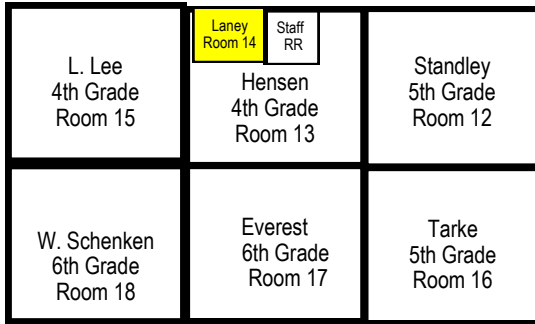 L. Lee
4th Grade
Room 15
Laney
Room 14
Staff
RR
Hensen
4th Grade
Room 13
Standley
5th Grade
Room 12
W. Schenken
6th Grade
Room 18
Everest
6th Grade
Room 17
Tarke
5th Grade
Room 16